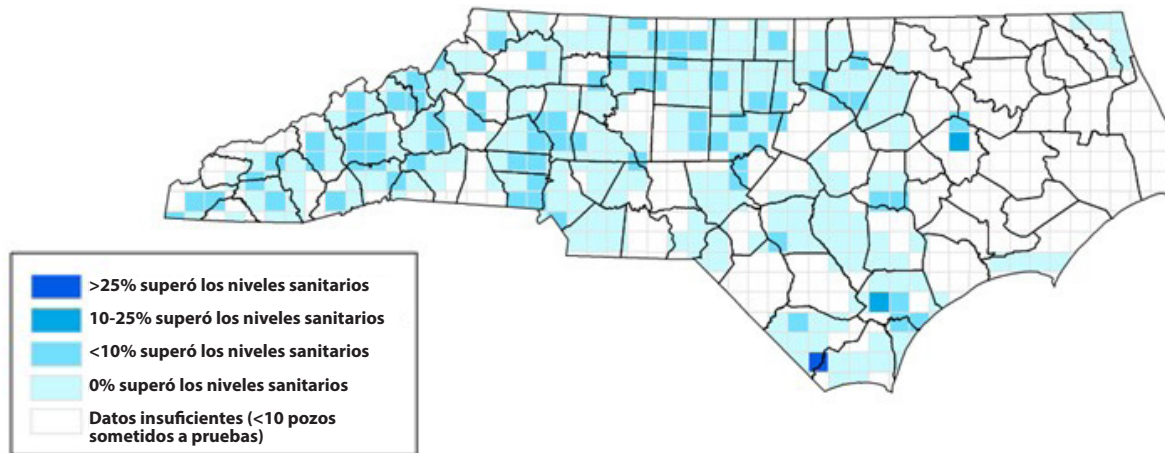 >25% superó los niveles sanitarios
10-25% superó los niveles sanitarios
<10% superó los niveles sanitarios
0% superó los niveles sanitarios
Datos insuficientes (<10 pozos
sometidos a pruebas)